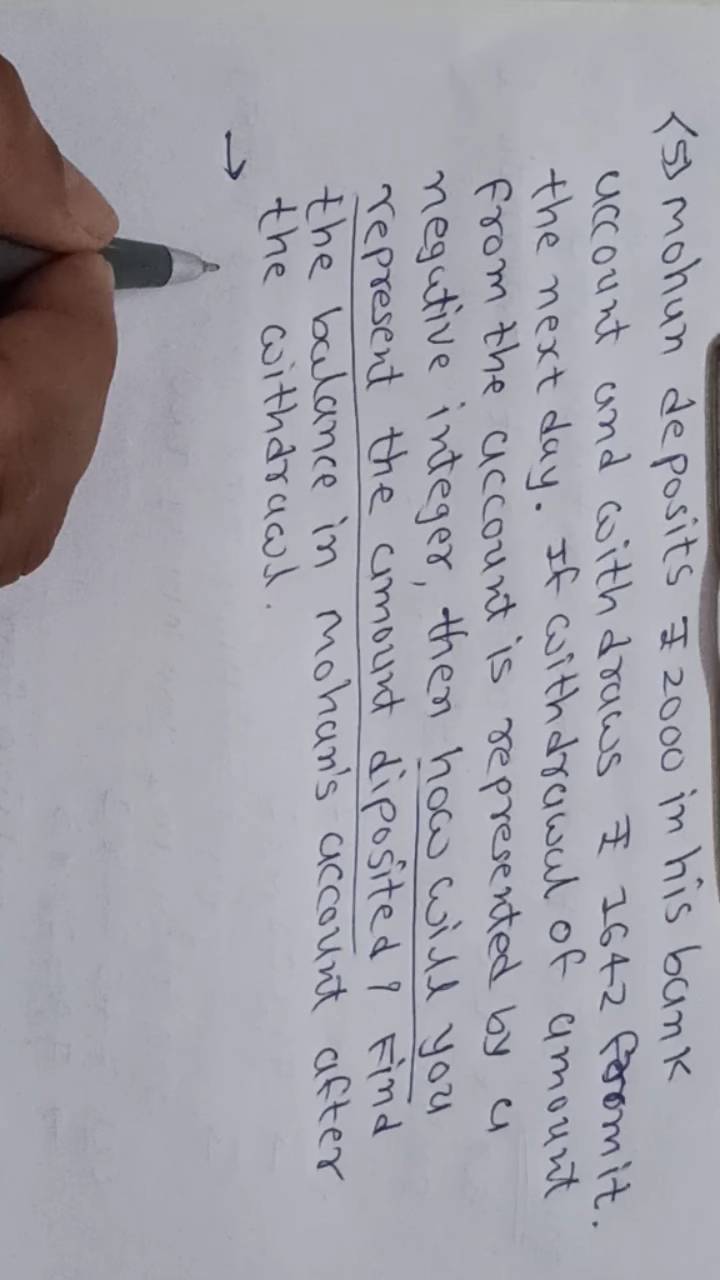 (5) Mohan deposits ₹ 2000 in his bank
account and withdraws ₹ 1642 from it.
the next day. If withdrawal of amount
from the account is represented by a
negative integer, then how will you
represent the amount diposited? Find
the balance in Mohan's account after
the withdrawl.
→